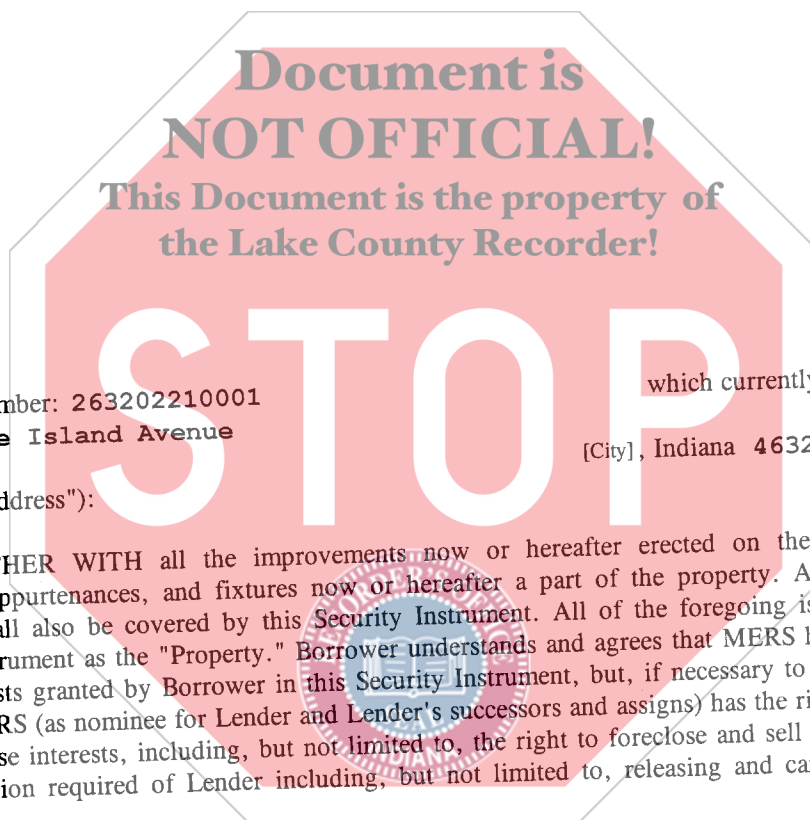 Document is
NOT OFFICIAL!
This Document is the property of
the Lake County Recorder!
STOP
which currently
mber: 263202210001
e Island Avenue
[City], Indiana 4632
ddress"):
HER WITH all the improvements now or hereafter erected on the
ppurtenances, and fixtures now or hereafter a part of the property. A
all also be covered by this Security Instrument. All of the foregoing is
rument as the "Property." Borrower understands and agrees that MERS h
sts granted by Borrower in this Security Instrument, but, if necessary to
RS (as nominee for Lender and Lender's successors and assigns) has the ri
se interests, including, but not limited to, the right to foreclose and sell
ion required of Lender including, but not limited to, releasing and ca
RECORDER'S OFFICE
INDIANA